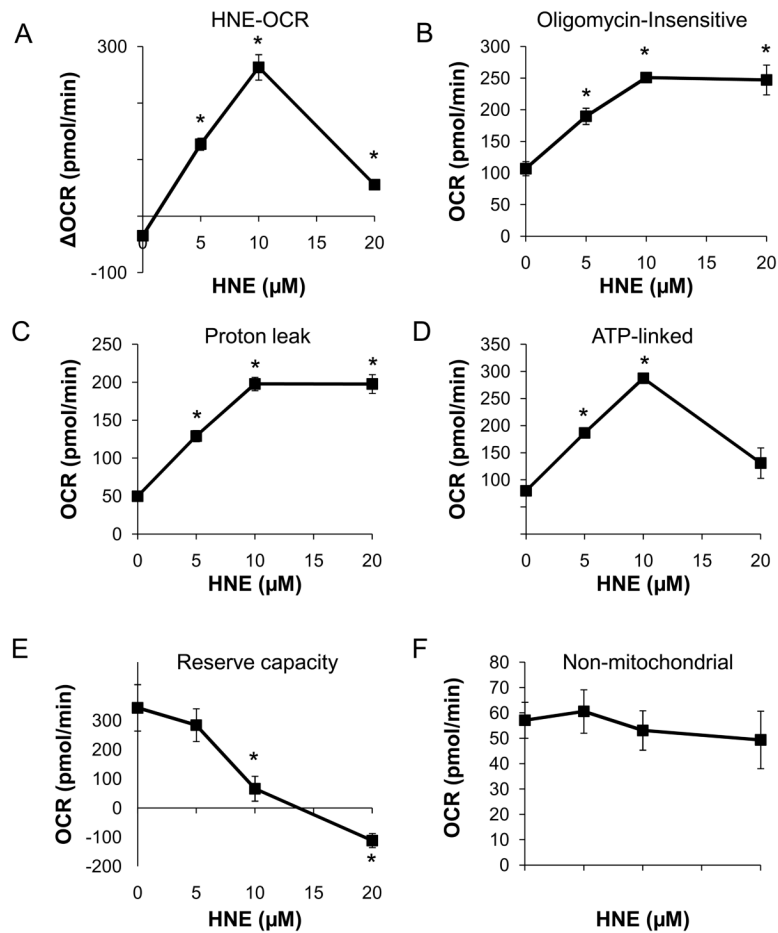 A
HNE-OCR
ΔOCR (pmol/min)
300
-100
0
5
10
20
*
*
*
HNE (µM)
B
Oligomycin-Insensitive
OCR (pmol/min)
300
250
200
150
100
50
0
0
5
10
15
20
*
*
*
HNE (µM)
C
Proton leak
OCR (pmol/min)
250
200
150
100
50
0
0
5
10
20
*
*
*
HNE (µM)
D
ATP-linked
OCR (pmol/min)
350
300
250
200
150
100
0
5
10
20
*
*
HNE (µM)
E
Reserve capacity
OCR (pmol/min)
300
200
100
0
-100
-200
0
5
10
20
*
*
HNE (µM)
F
Non-mitochondrial
OCR (pmol/min)
80
70
60
50
40
30
20
10
0
HNE (µM)